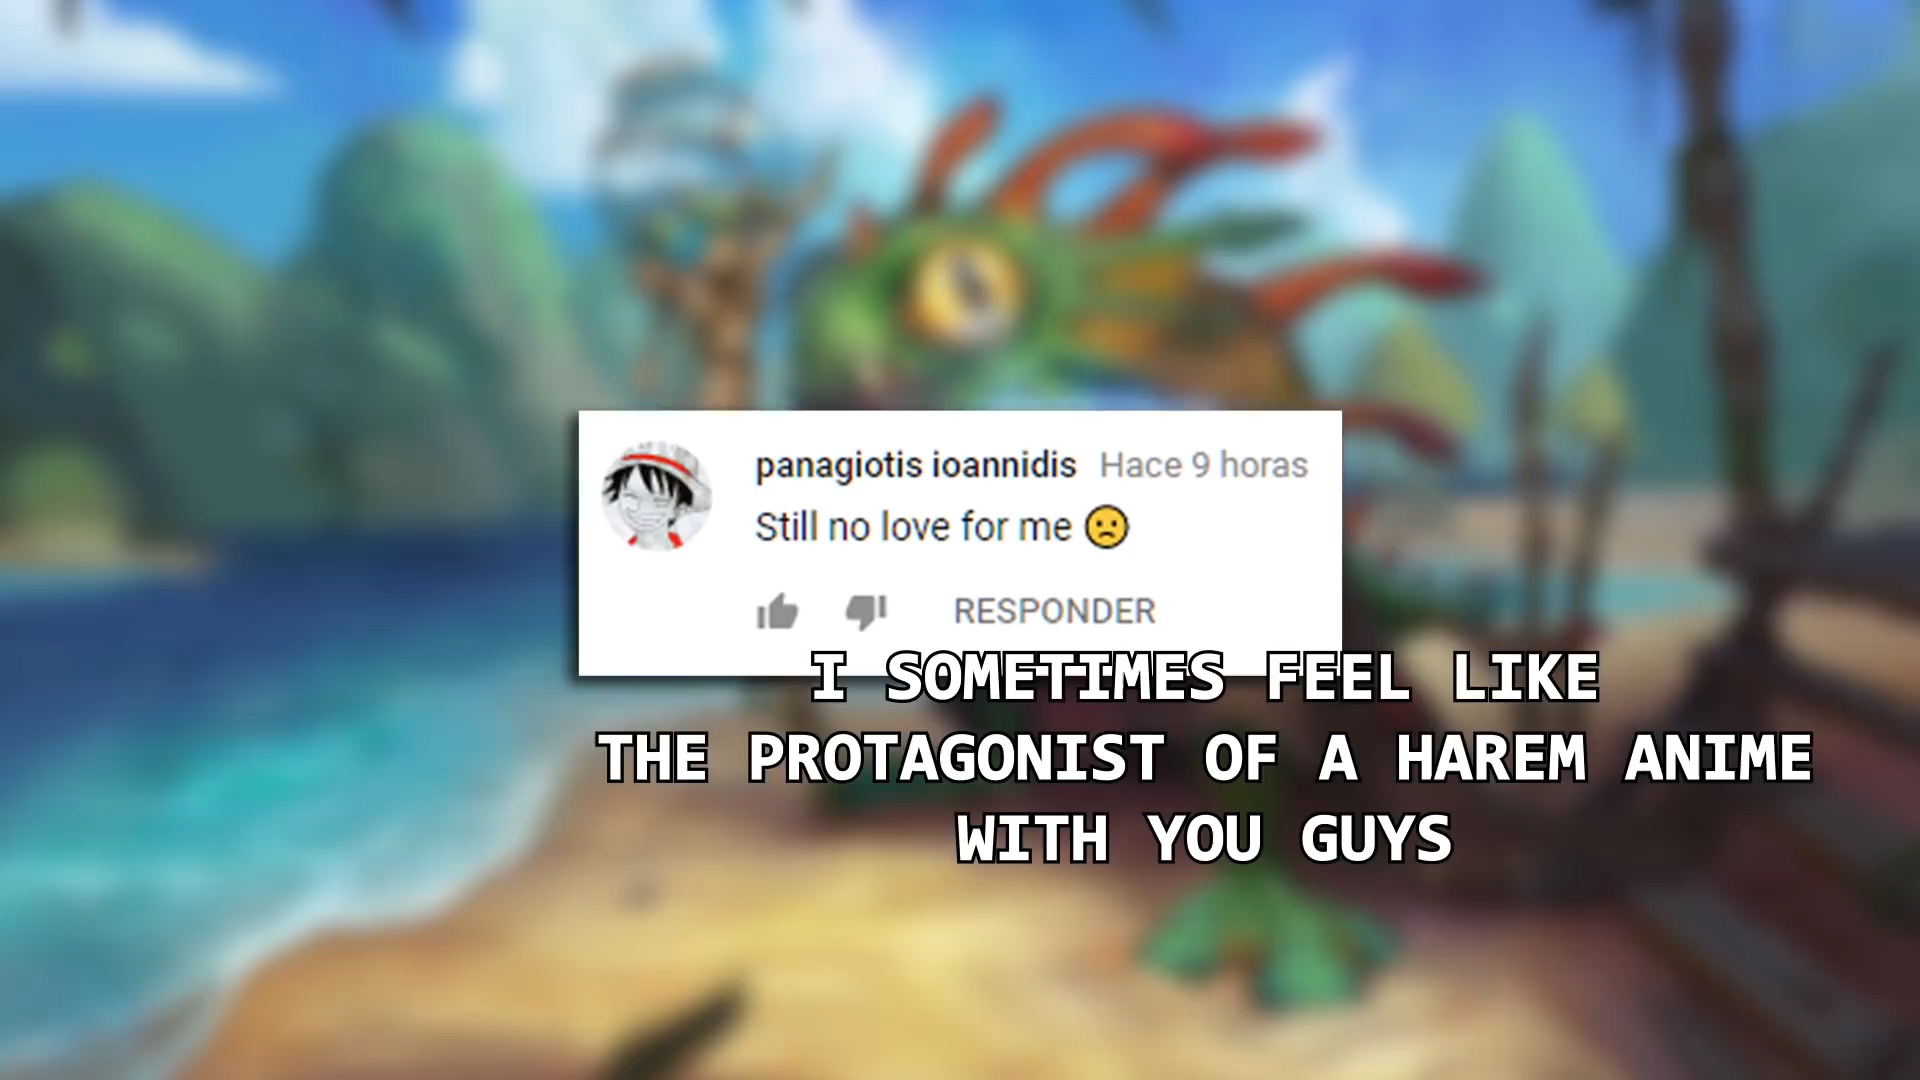 panagiotis ioannidis Hace 9 horas
Still no love for me 🙁
RESPONDER
I SOMETIMES FEEL LIKE
THE PROTAGONIST OF A HAREM ANIME
WITH YOU GUYS